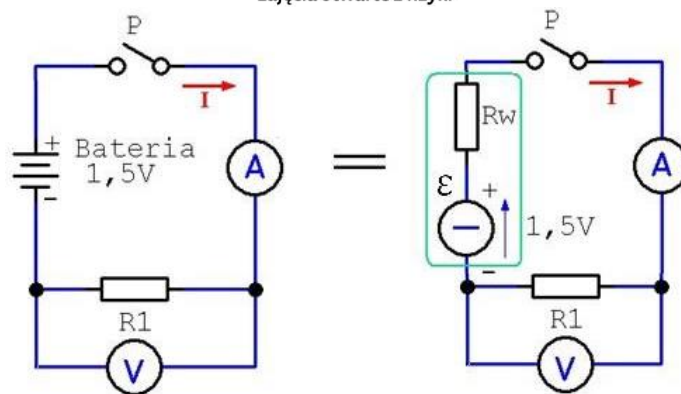 P
I
+
Bateria
1,5V
-
A
R1
V
=
P
I
Rw
ε
+
1,5V
-
A
R1
V